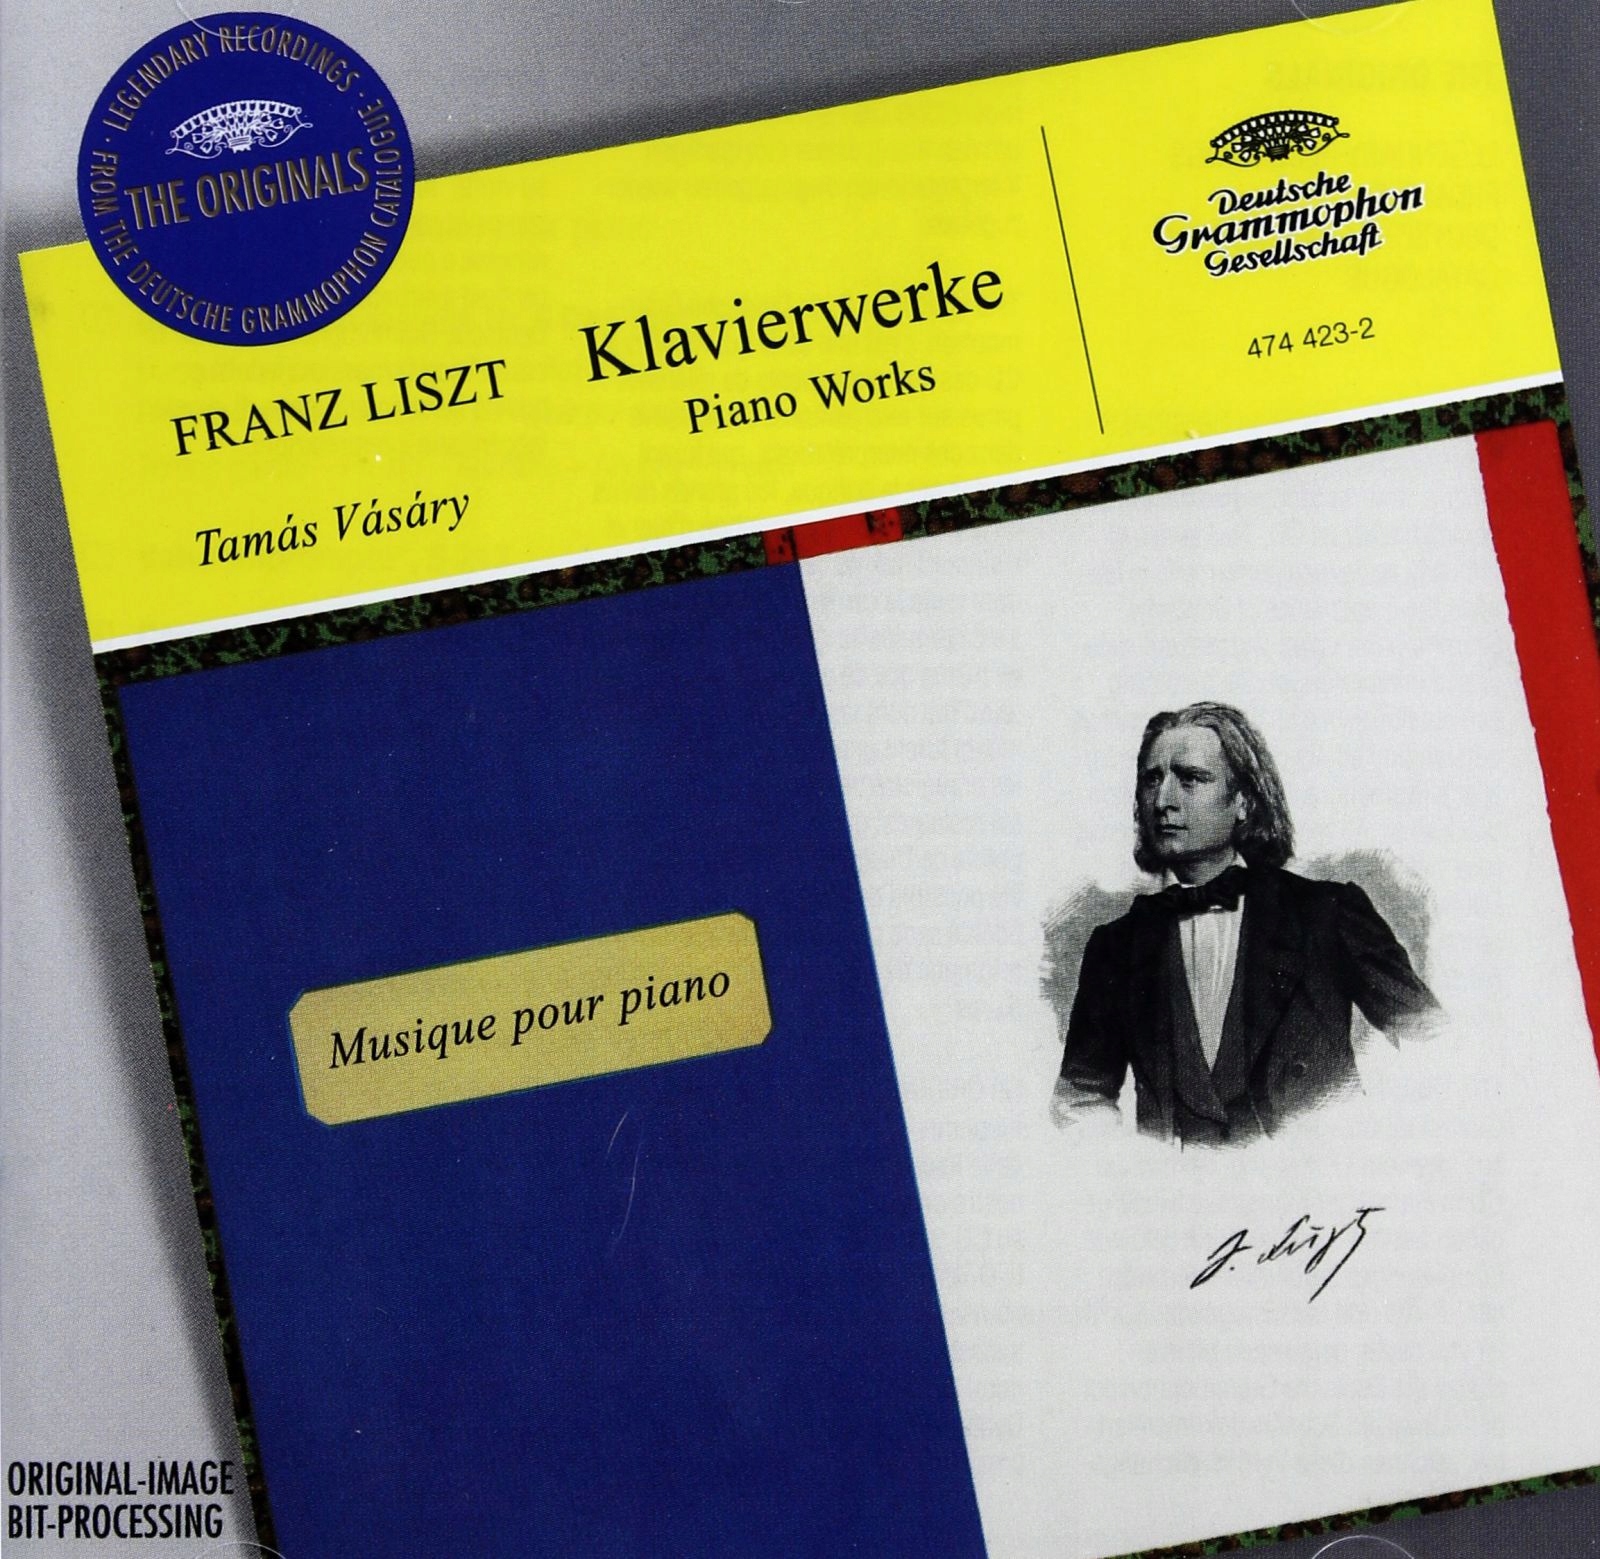 · LEGENDARY RECORDINGS ·
FROM THE DEUTSCHE GRAMMOPHON CATALOGUE
THE ORIGINALS
Deutsche
Grammophon
Gesellschaft
474 423-2
FRANZ LISZT
Klavierwerke
Piano Works
Tamás Vásáry
Musique pour piano
F. Liszt
ORIGINAL-IMAGE
BIT-PROCESSING